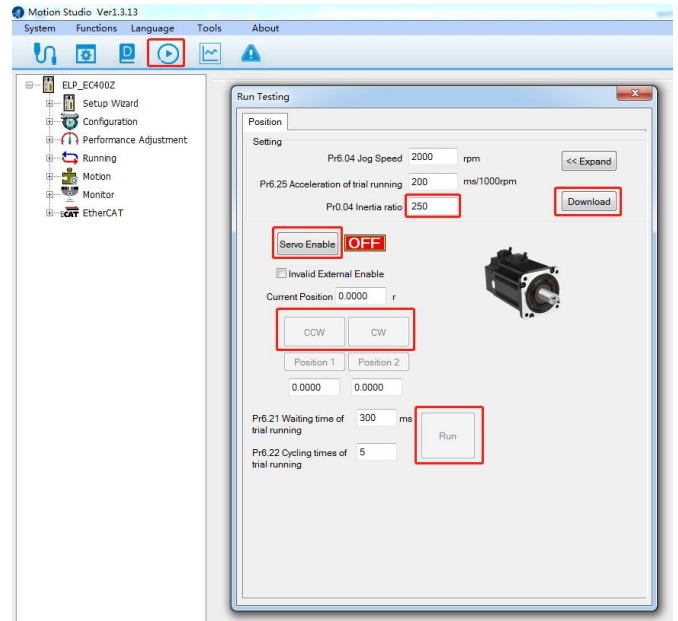 Motion Studio Ver1.3.13
System Functions Language Tools About
D
ELP_EC400Z
Setup Wizard
Configuration
Performance Adjustment
Running
Motion
Monitor
ECAT EtherCAT
Run Testing
Position
Setting
Pr6.04 Jog Speed 2000 rpm
<< Expand
Pr6.25 Acceleration of trial running 200 ms/1000rpm
Pr0.04 Inertia ratio 250
Download
Servo Enable OFF
Invalid External Enable
Current Position 0.0000 r
CCW CW
Position 1 Position 2
0.0000 0.0000
Pr6.21 Waiting time of 300 ms
trial running
Run
Pr6.22 Cycling times of 5
trial running